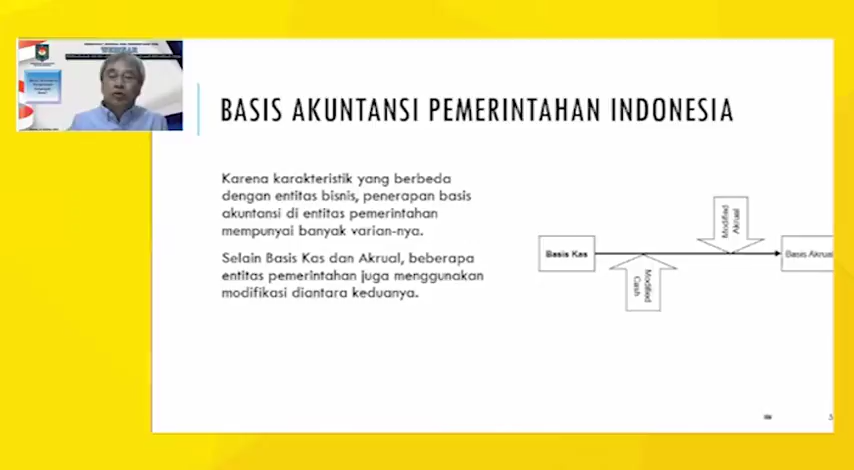 WEBINAR
BASIS AKUNTANSI PEMERINTAHAN INDONESIA
Karena karakteristik yang berbeda
dengan entitas bisnis, penerapan basis
akuntansi di entitas pemerintahan
mempunyai banyak varian-nya.
Selain Basis Kas dan Akrual, beberapa
entitas pemerintahan juga menggunakan
modifikasi diantara keduanya.
Modified
Akrual
Basis Kas
Basis Akrual
Modified
Cash